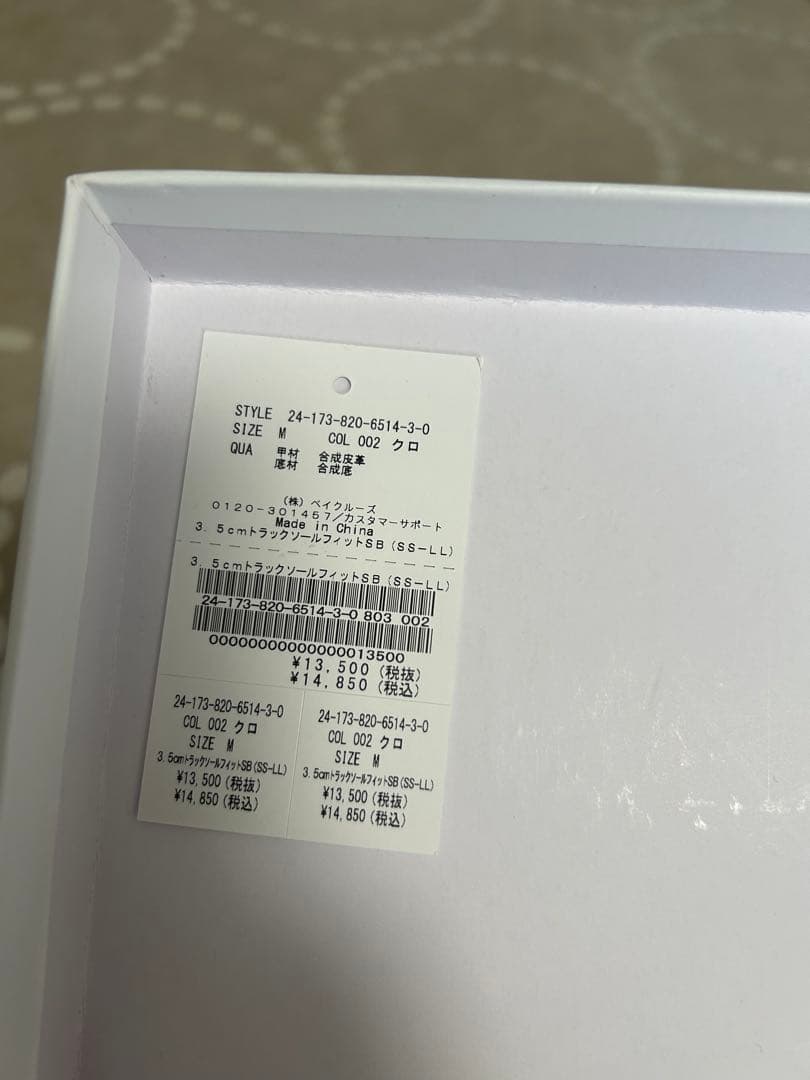 STYLE 24-173-820-6514-3-0
SIZE M COL 002 クロ
QUA 甲材 合成皮革
底材 合成底
(株) ベイクルーズ
0120-301457/カスタマーサポート
Made in China
3. 5cmトラックソールフィットSB(SS-LL)
3. 5cmトラックソールフィットSB(SS-LL)
24-173-820-6514-3-0 803 002
00000000000000013500
¥13,500(税抜)
¥14,850(税込)
24-173-820-6514-3-0
COL 002 クロ
SIZE M
3.5cmトラックソールフィットSB(SS-LL)
¥13,500(税抜)
¥14,850(税込)
24-173-820-6514-3-0
COL 002 クロ
SIZE M
3.5cmトラックソールフィットSB(SS-LL)
¥13,500(税抜)
¥14,850(税込)